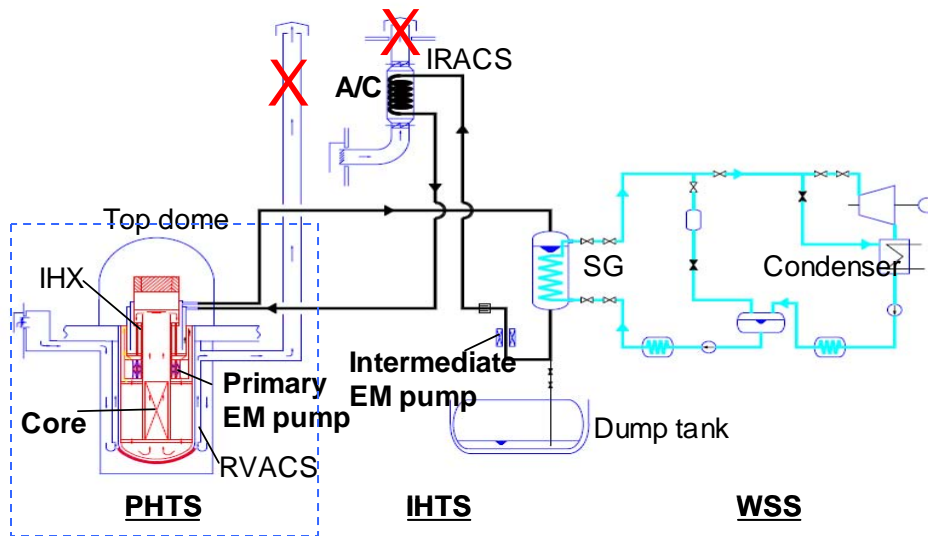 IRACS
A/C
Top dome
IHX
SG
Condenser
Primary
EM pump
Intermediate
EM pump
Core
Dump tank
RVACS
PHTS
IHTS
WSS